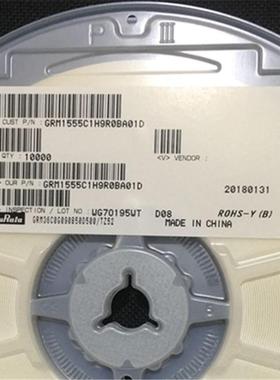 CUST P/N : GRM1555C1H9R0BA01D
QTY : 10000
<V> VENDOR :
OUR P/N : GRM1555C1H9R0BA01D
20180131
muRata
INSPECTION / LOT NO : WG70195WT D08 ROHS-Y (B)
MADE IN CHINA